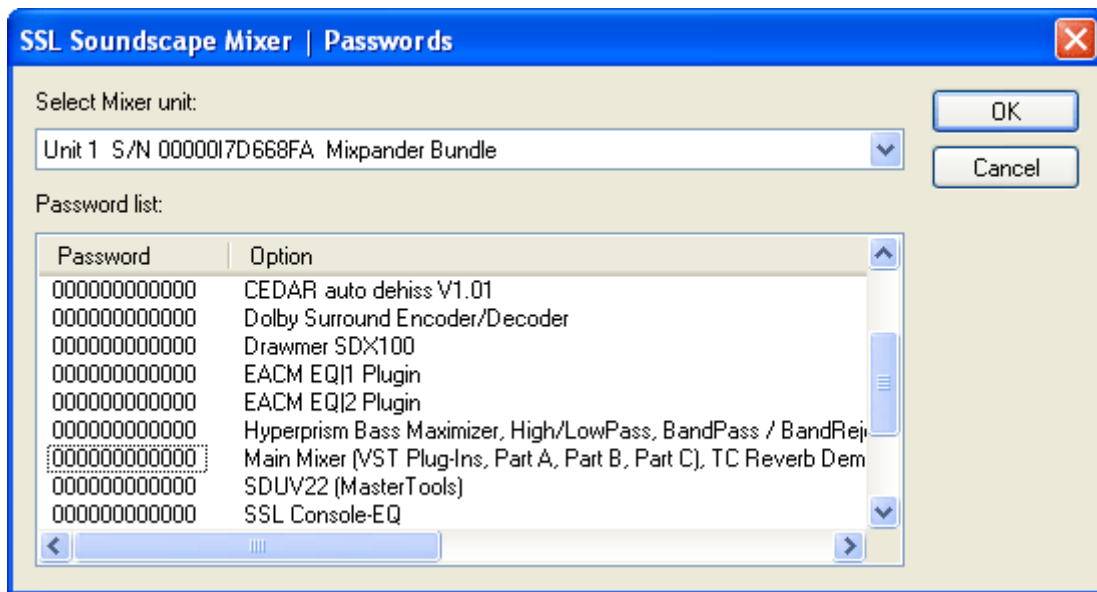 SSL Soundscape Mixer | Passwords
Select Mixer unit:
OK
Unit 1 S/N 00000I7D668FA Mixpander Bundle
Cancel
Password list:
Password Option
000000000000 CEDAR auto dehiss V1.01
000000000000 Dolby Surround Encoder/Decoder
000000000000 Drawmer SDX100
000000000000 EACM EQ|1 Plugin
000000000000 EACM EQ|2 Plugin
000000000000 Hyperprism Bass Maximizer, High/LowPass, BandPass / BandReje
000000000000 Main Mixer (VST Plug-Ins, Part A, Part B, Part C), TC Reverb Dem
000000000000 SDUV22 (MasterTools)
000000000000 SSL Console-EQ